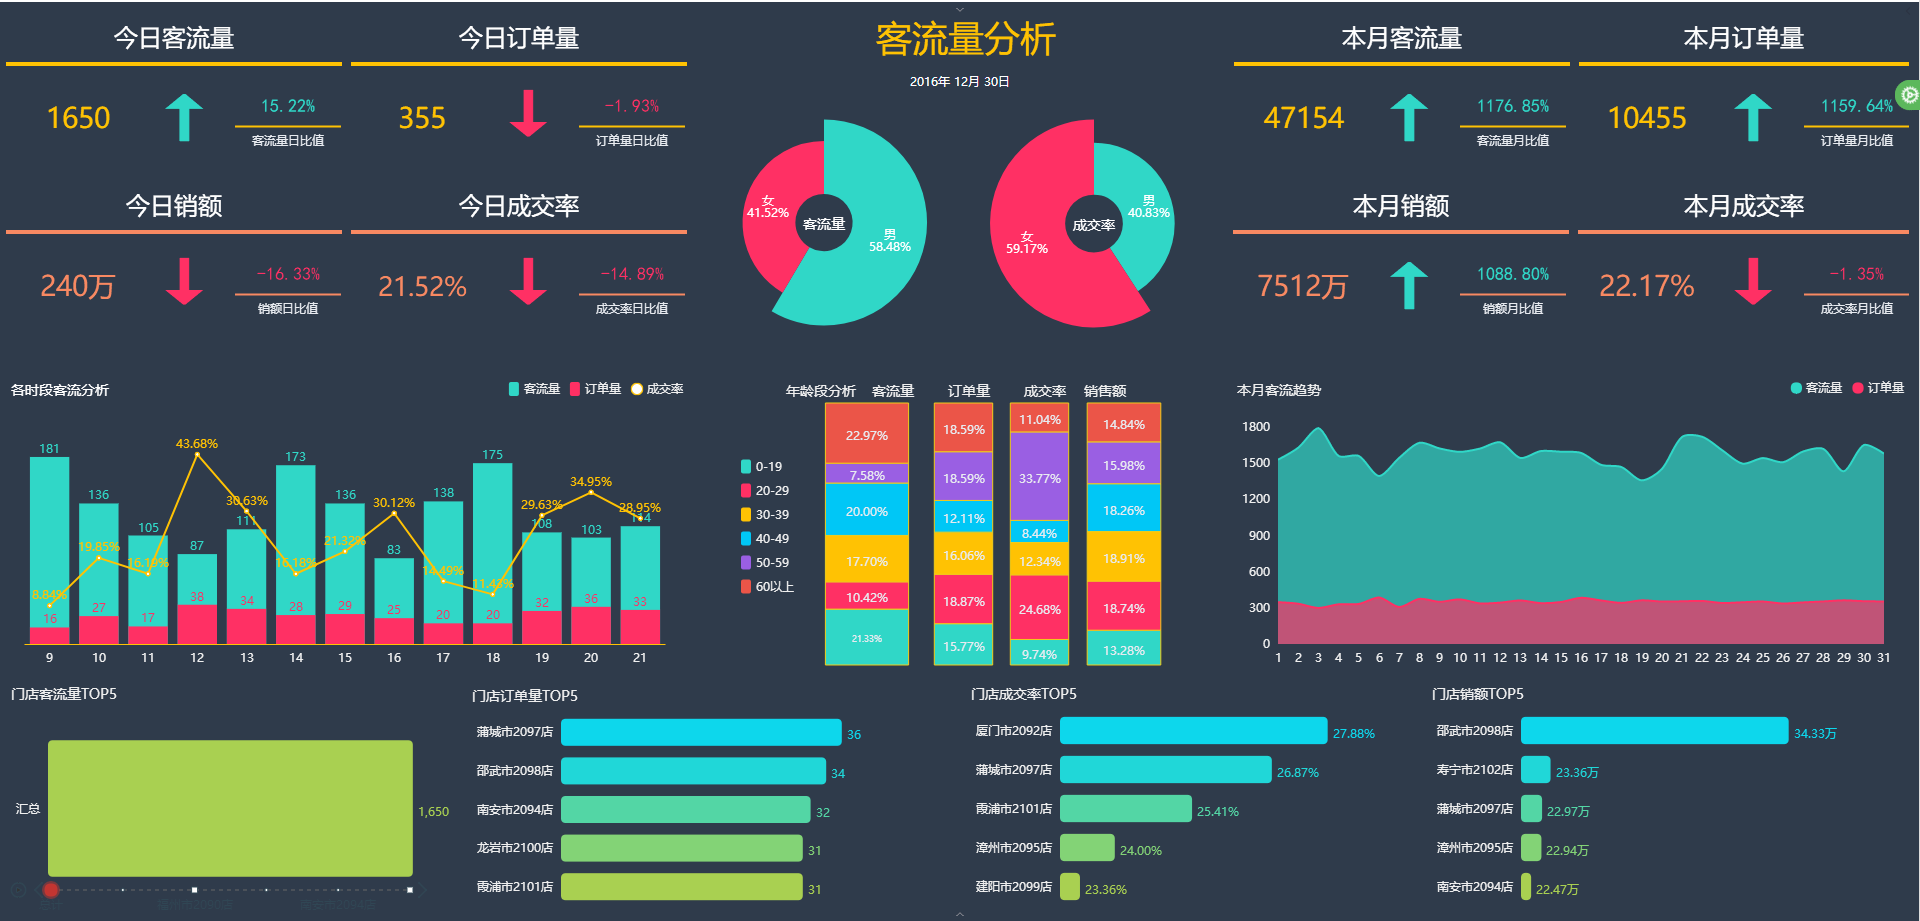 客流量分析
2016年 12月 30日
今日客流量
1650
15.22%
客流量日比值
今日订单量
355
-1.93%
订单量日比值
今日销额
240万
-16.33%
销额日比值
今日成交率
21.52%
-14.89%
成交率日比值
女
41.52%
客流量
男
58.48%
女
59.17%
成交率
男
40.83%
本月客流量
47154
1176.85%
客流量月比值
本月订单量
10455
1159.64%
订单量月比值
本月销额
7512万
1088.80%
销额月比值
本月成交率
22.17%
-1.35%
成交率月比值
各时段客流分析
客流量 订单量 成交率
181 136 105 87 111 173 136 83 138 175 108 103
8.84% 19.85% 16.19% 43.68% 30.63% 16.18% 21.32% 30.12% 14.49% 11.43% 29.63% 34.95% 28.95%
16 27 17 38 34 28 29 25 20 20 32 36 33
9 10 11 12 13 14 15 16 17 18 19 20 21
年龄段分析 客流量 订单量 成交率 销售额
0-19
20-29
30-39
40-49
50-59
60以上
22.97%
7.58%
20.00%
17.70%
10.42%
21.33%
18.59%
18.59%
12.11%
16.06%
18.87%
15.77%
11.04%
33.77%
8.44%
12.34%
24.68%
9.74%
14.84%
15.98%
18.26%
18.91%
18.74%
13.28%
本月客流趋势
客流量 订单量
1800
1500
1200
900
600
300
0
1 2 3 4 5 6 7 8 9 10 11 12 13 14 15 16 17 18 19 20 21 22 23 24 25 26 27 28 29 30 31
门店客流量TOP5
汇总 1,650
门店订单量TOP5
蒲城市2097店 36
邵武市2098店 34
南安市2094店 32
龙岩市2100店 31
霞浦市2101店 31
门店成交率TOP5
厦门市2092店 27.88%
蒲城市2097店 26.87%
霞浦市2101店 25.41%
漳州市2095店 24.00%
建阳市2099店 23.36%
门店销额TOP5
邵武市2098店 34.33万
寿宁市2102店 23.36万
蒲城市2097店 22.97万
漳州市2095店 22.94万
南安市2094店 22.47万